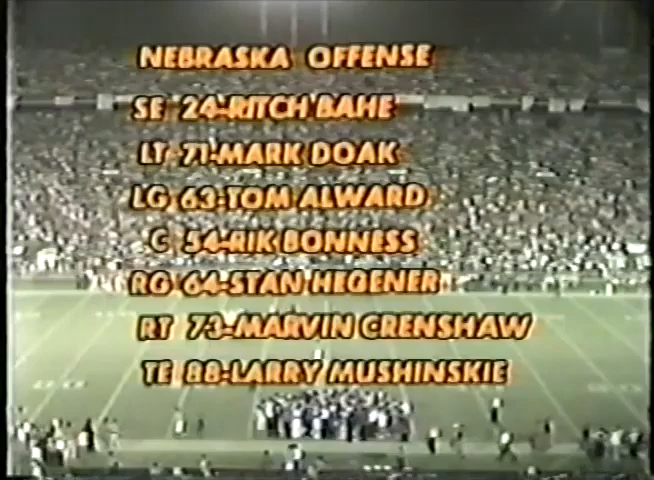 NEBRASKA OFFENSE
SE 24-RITCH BAHE
LT 71-MARK DOAK
LG 63-TOM ALWARD
C 54-RIK BONNESS
RG 64-STAN HEGENER
RT 73-MARVIN CRENSHAW
TE 88-LARRY MUSHINSKIE